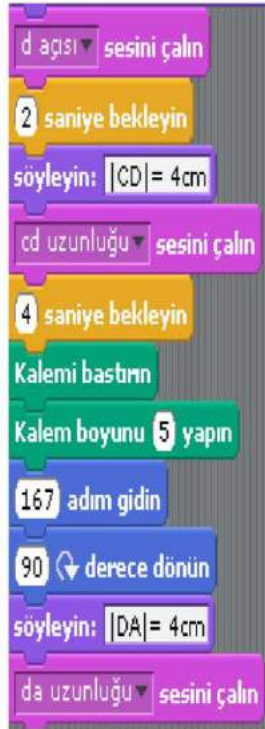 d açısı sesini çalın
2 saniye bekleyin
söyleyin: |CD|= 4cm
cd uzunluğu sesini çalın
4 saniye bekleyin
Kalemi bastırın
Kalem boyunu 5 yapın
167 adım gidin
90 derece dönün
söyleyin: |DA|= 4cm
da uzunluğu sesini çalın